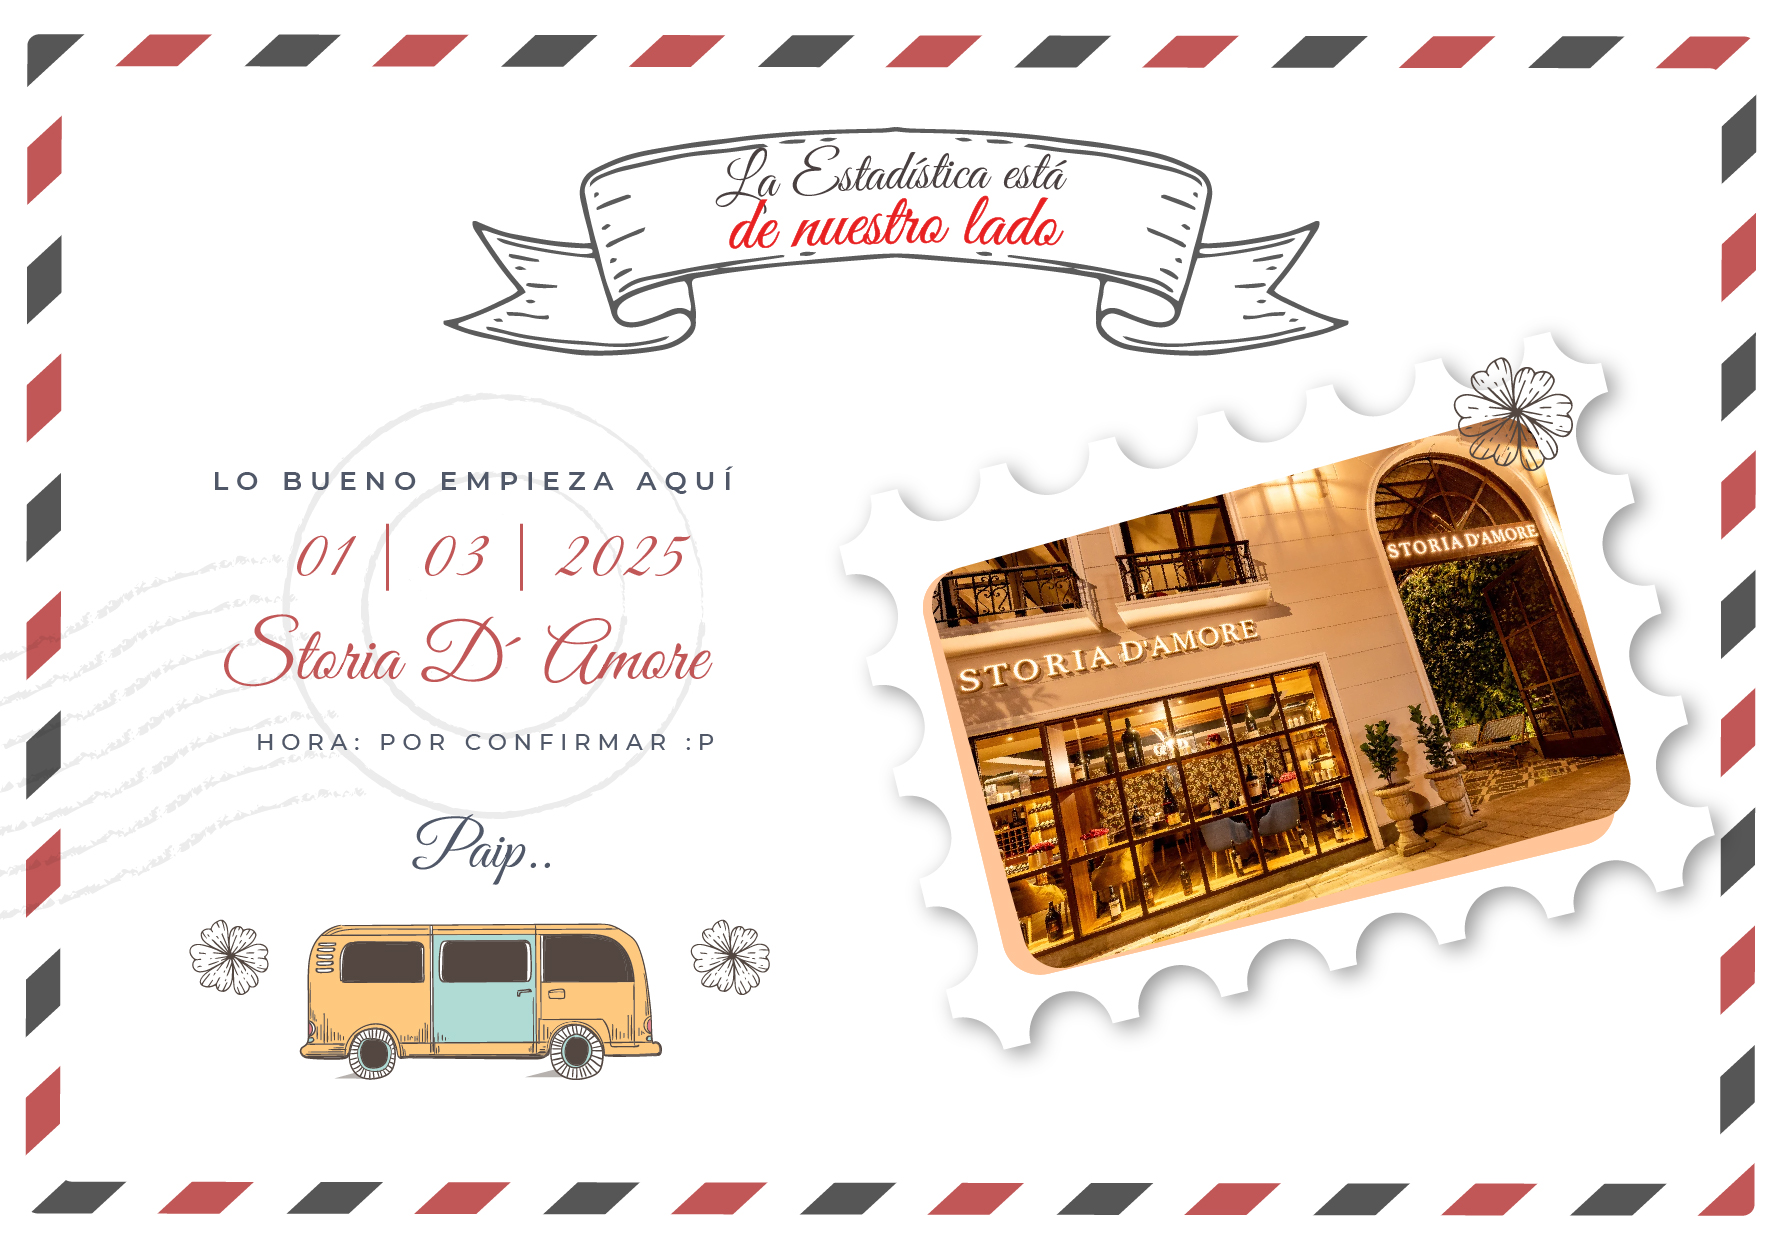 La Estadística está
de nuestro lado
LO BUENO EMPIEZA AQUÍ
01 | 03 | 2025
Storia D´ Amore
HORA: POR CONFIRMAR :P
Paip..
STORIA D'AMORE
STORIA D'AMORE